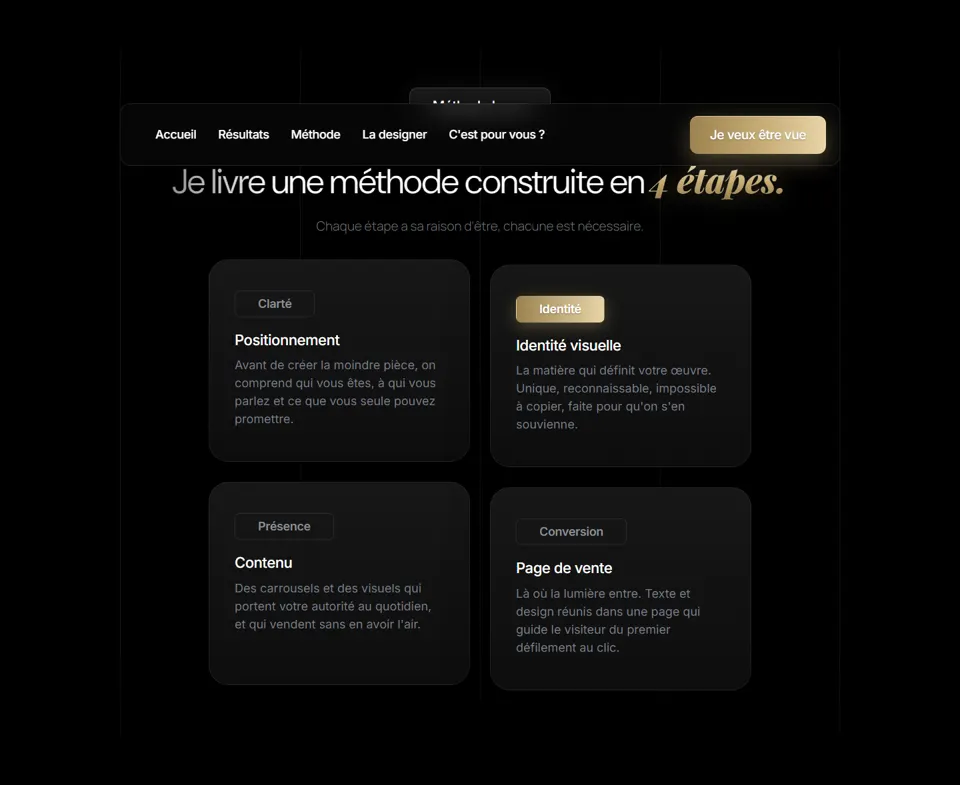 Accueil
Résultats
Méthode
La designer
C'est pour vous ?
Je veux être vue
Je livre une méthode construite en 4 étapes.
Chaque étape a sa raison d'être, chacune est nécessaire.
Clarté
Positionnement
Avant de créer la moindre pièce, on
comprend qui vous êtes, à qui vous
parlez et ce que vous seule pouvez
promettre.
Identité
Identité visuelle
La matière qui définit votre œuvre.
Unique, reconnaissable, impossible
à copier, faite pour qu'on s'en
souvienne.
Présence
Contenu
Des carrousels et des visuels qui
portent votre autorité au quotidien,
et qui vendent sans en avoir l'air.
Conversion
Page de vente
Là où la lumière entre. Texte et
design réunis dans une page qui
guide le visiteur du premier
défilement au clic.